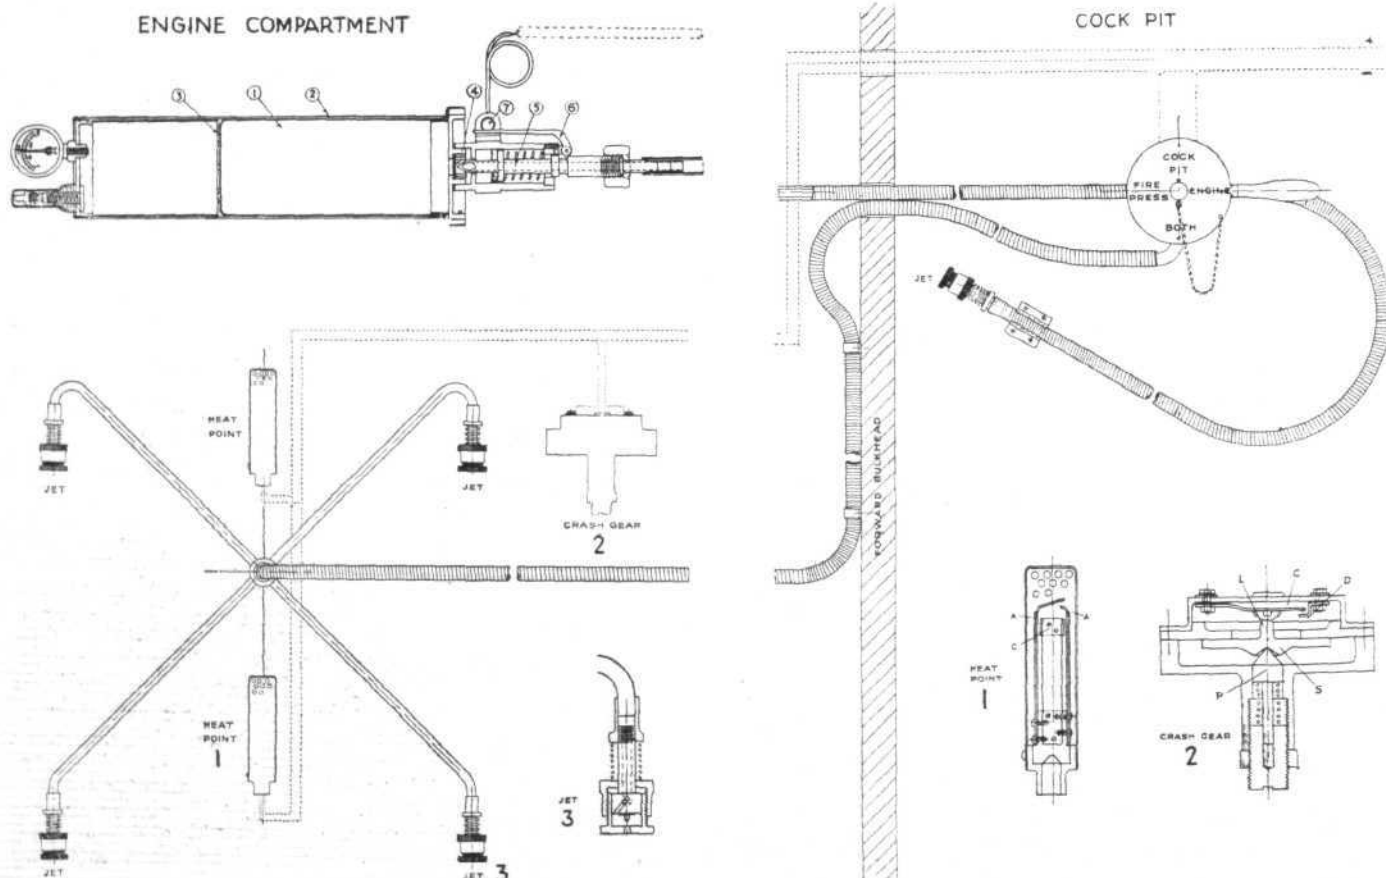 ENGINE COMPARTMENT
③
①
②
④
⑦
⑤
⑥
HEAT
POINT
JET
JET
CRASH GEAR
2
HEAT
POINT
1
JET
3
JET
JET
3
COCK PIT
COCK
PIT
FIRE
PRESS
ENGINE
BOTH
JET
FORWARD BULKHEAD
A
A
C
HEAT
POINT
1
L
C
D
P
S
CRASH GEAR
2